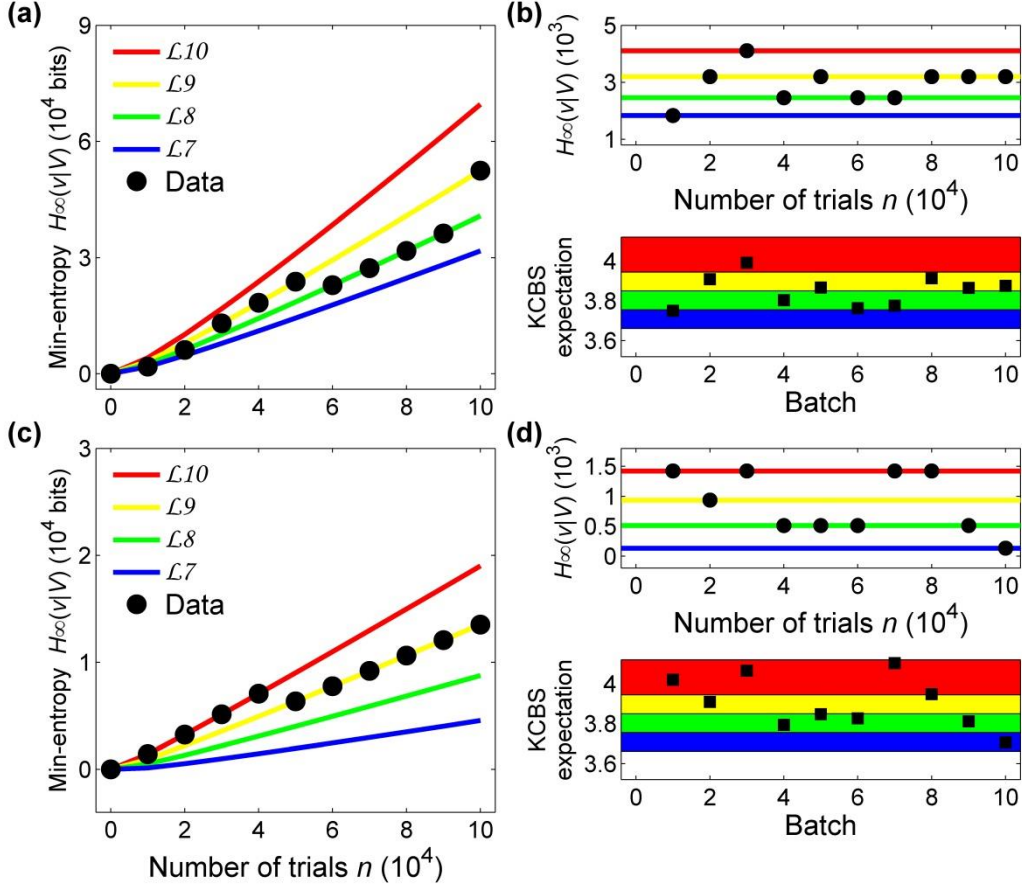 (a)
Min-entropy H∞(v|V) (10⁴ bits)
9
6
3
0
ℒ10
ℒ9
ℒ8
ℒ7
Data
0 2 4 6 8 10
(b)
H∞(v|V) (10³)
5
3
1
0 2 4 6 8 10
Number of trials n (10⁴)
KCBS
expectation
4
3.8
3.6
0 2 4 6 8 10
Batch
(c)
Min-entropy H∞(v|V) (10⁴ bits)
3
2
1
0
ℒ10
ℒ9
ℒ8
ℒ7
Data
0 2 4 6 8 10
Number of trials n (10⁴)
(d)
H∞(v|V) (10³)
1.5
1
0.5
0
0 2 4 6 8 10
Number of trials n (10⁴)
KCBS
expectation
4
3.8
3.6
0 2 4 6 8 10
Batch